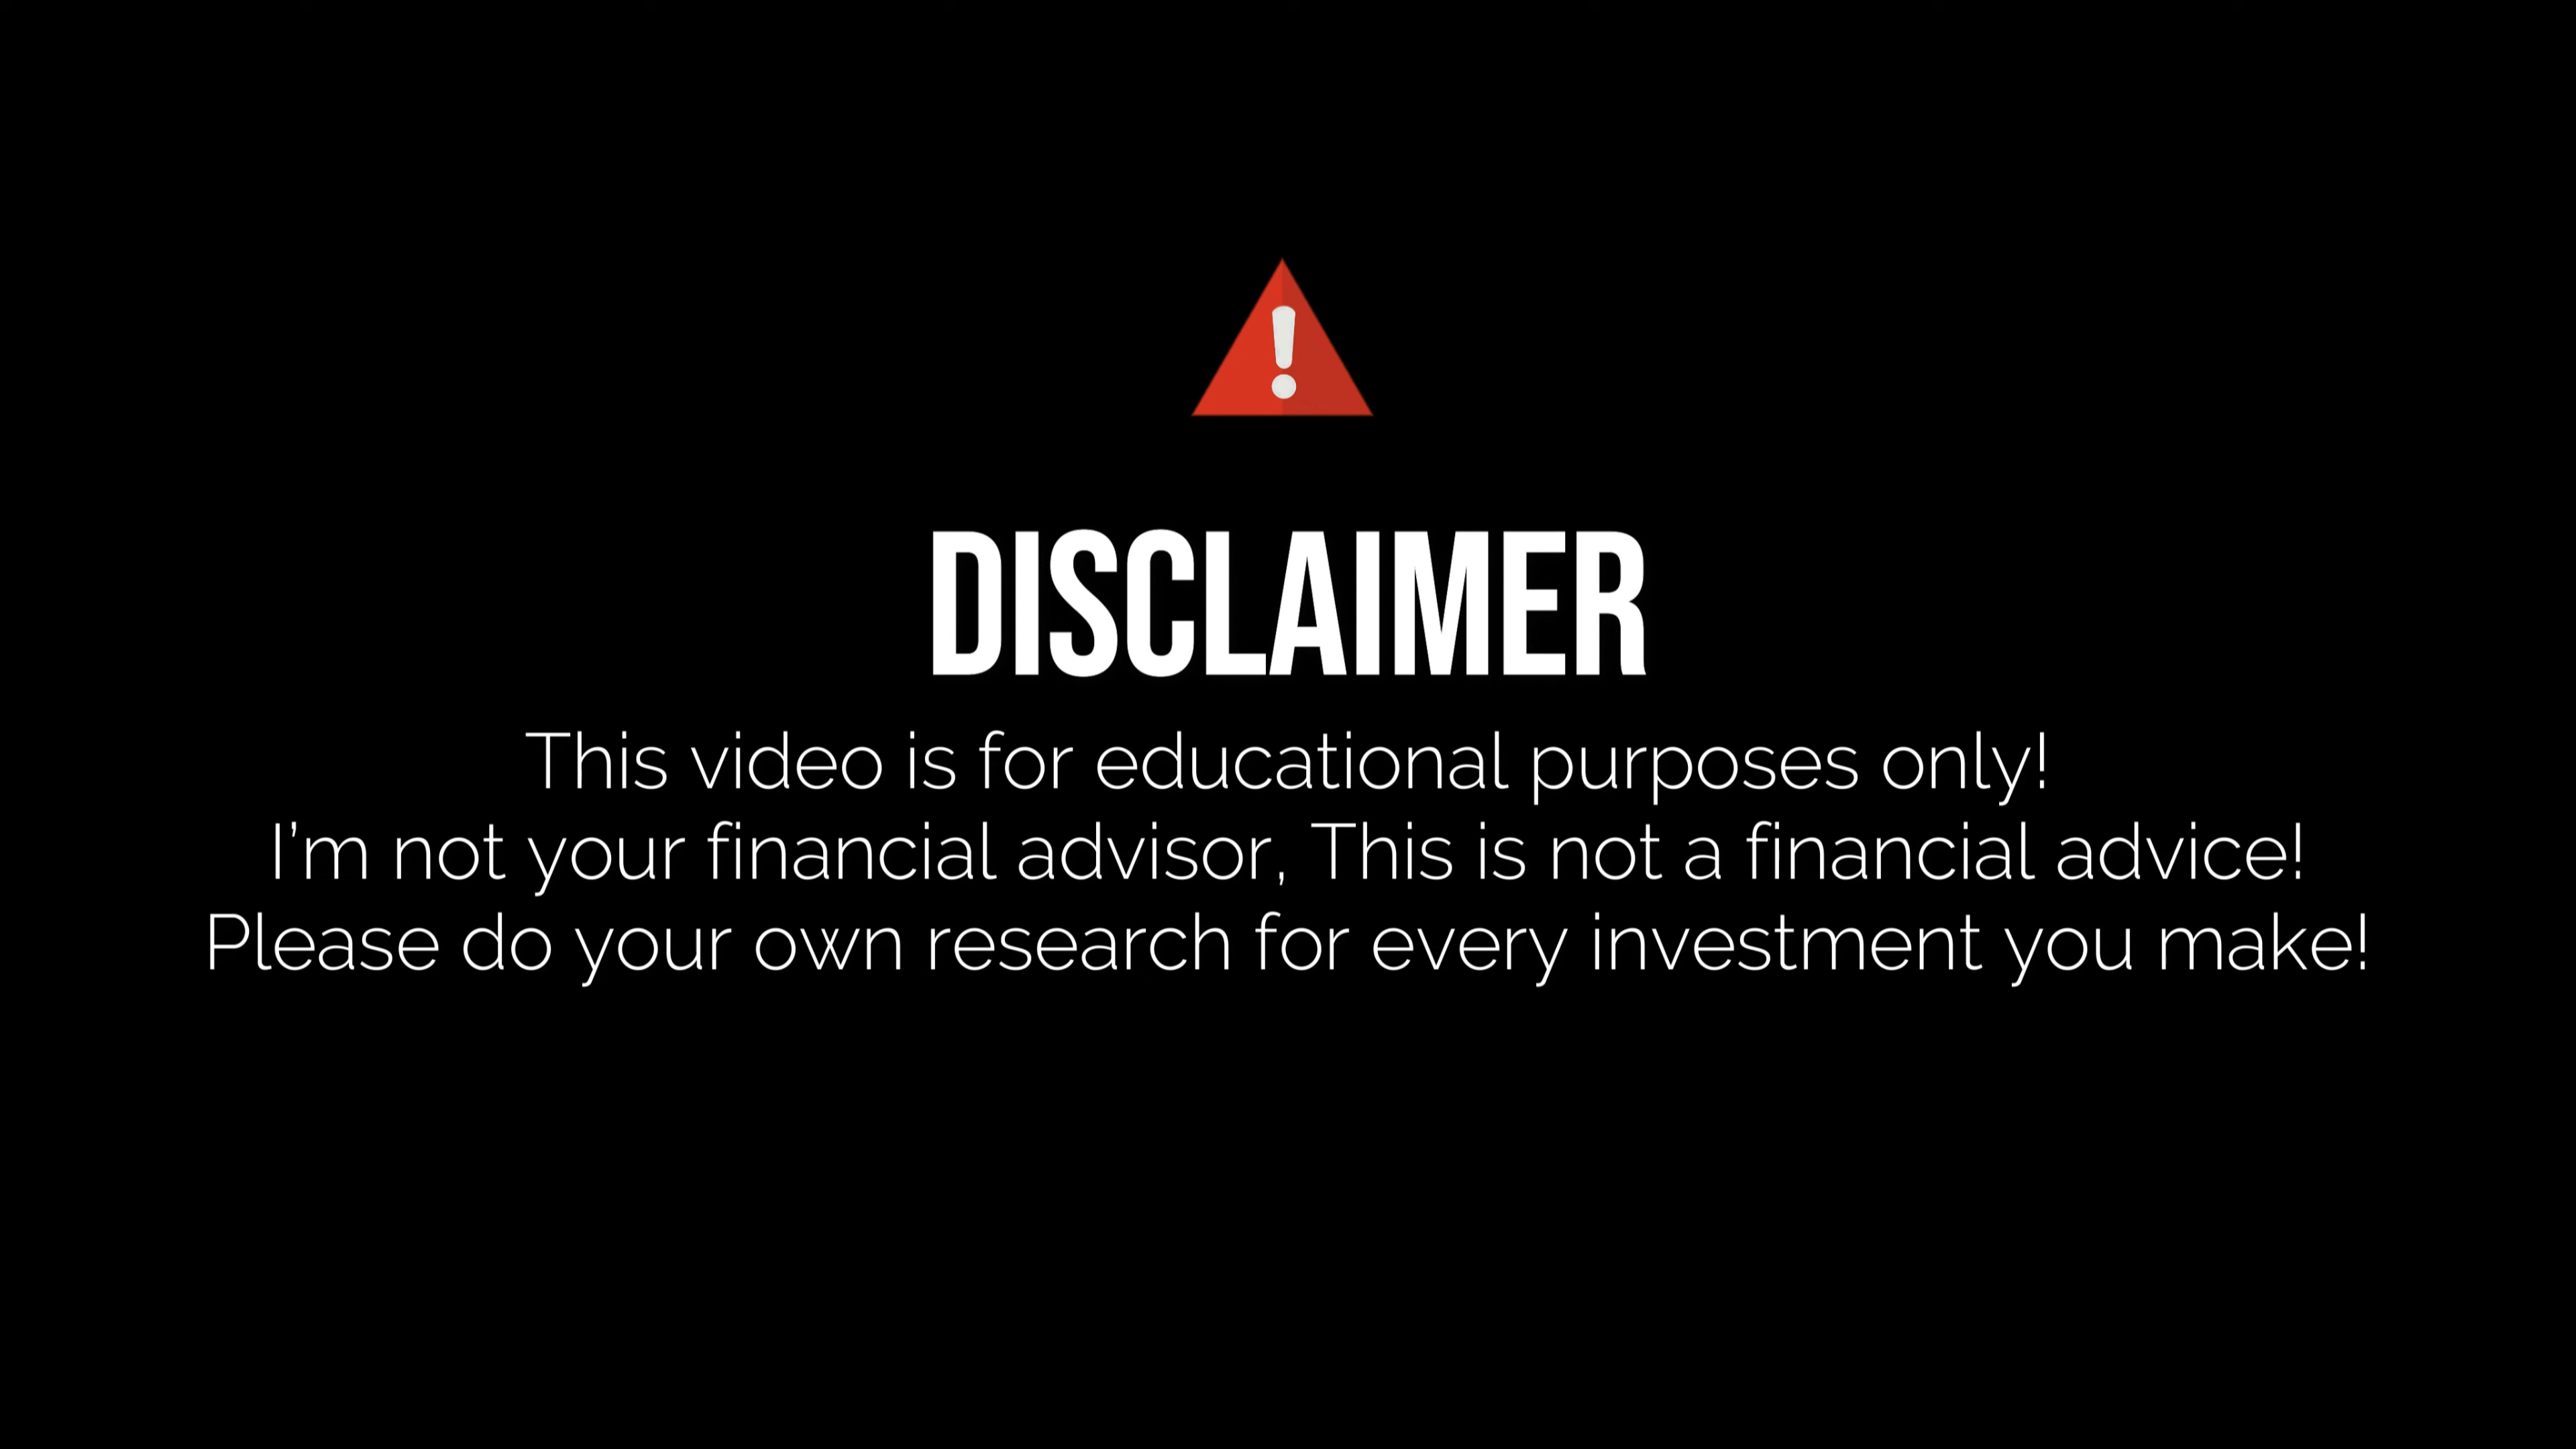 DISCLAIMER
This video is for educational purposes only!
I'm not your financial advisor, This is not a financial advice!
Please do your own research for every investment you make!